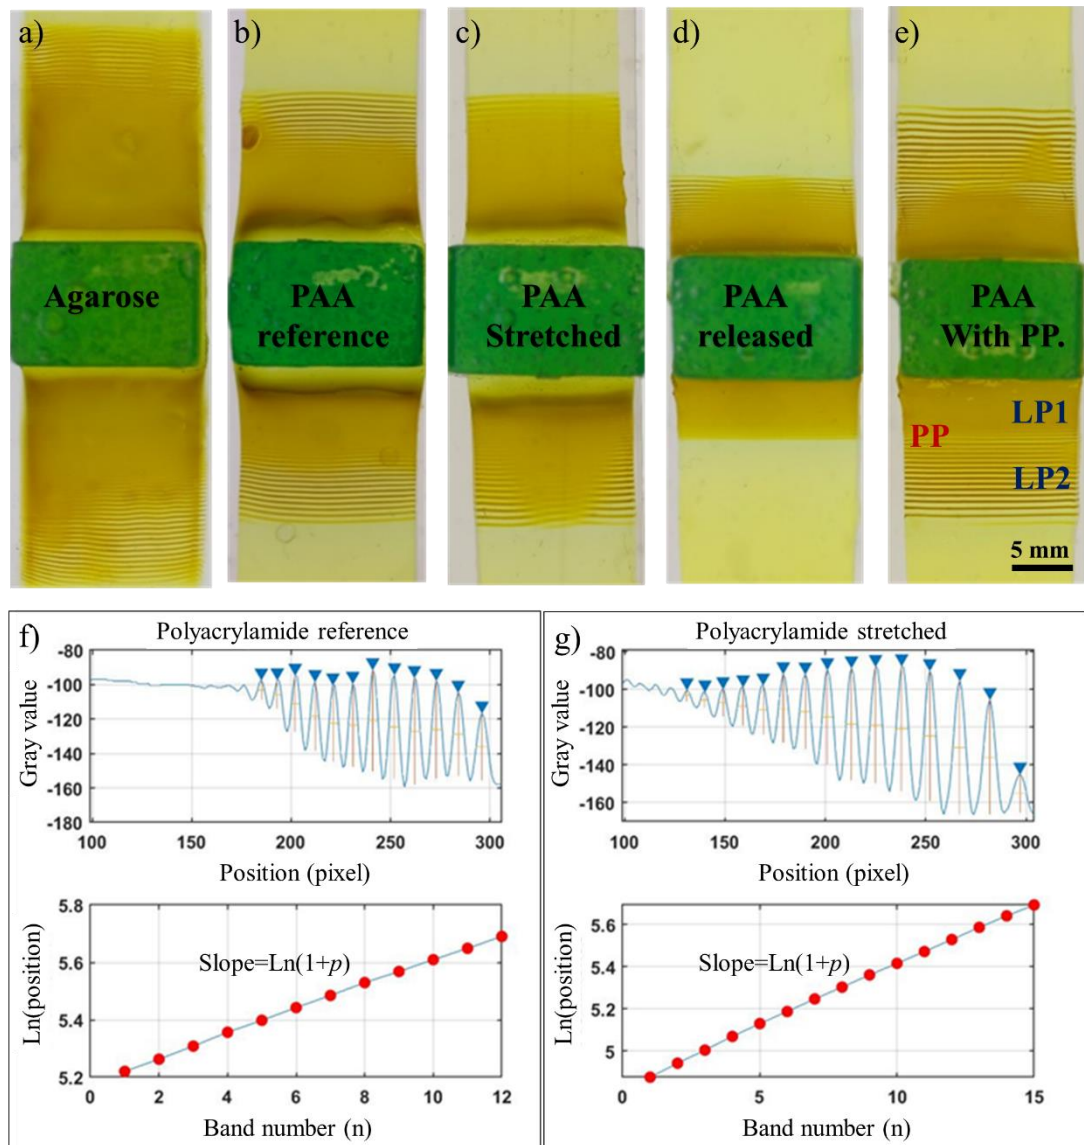 a)
b)
c)
d)
e)
Agarose
PAA
reference
PAA
Stretched
PAA
released
PAA
With PP.
LP1
PP
LP2
5 mm
f)
Polyacrylamide reference
-80
-100
-120
-140
-160
-180
Gray value
100
150
200
250
300
Position (pixel)
5.8
5.6
5.4
5.2
Ln(position)
Slope=Ln(1+p)
0
2
4
6
8
10
12
Band number (n)
g)
Polyacrylamide stretched
-80
-100
-120
-140
-160
Gray value
100
150
200
250
300
Position (pixel)
5.6
5.4
5.2
5
Ln(position)
Slope=Ln(1+p)
0
5
10
15
Band number (n)